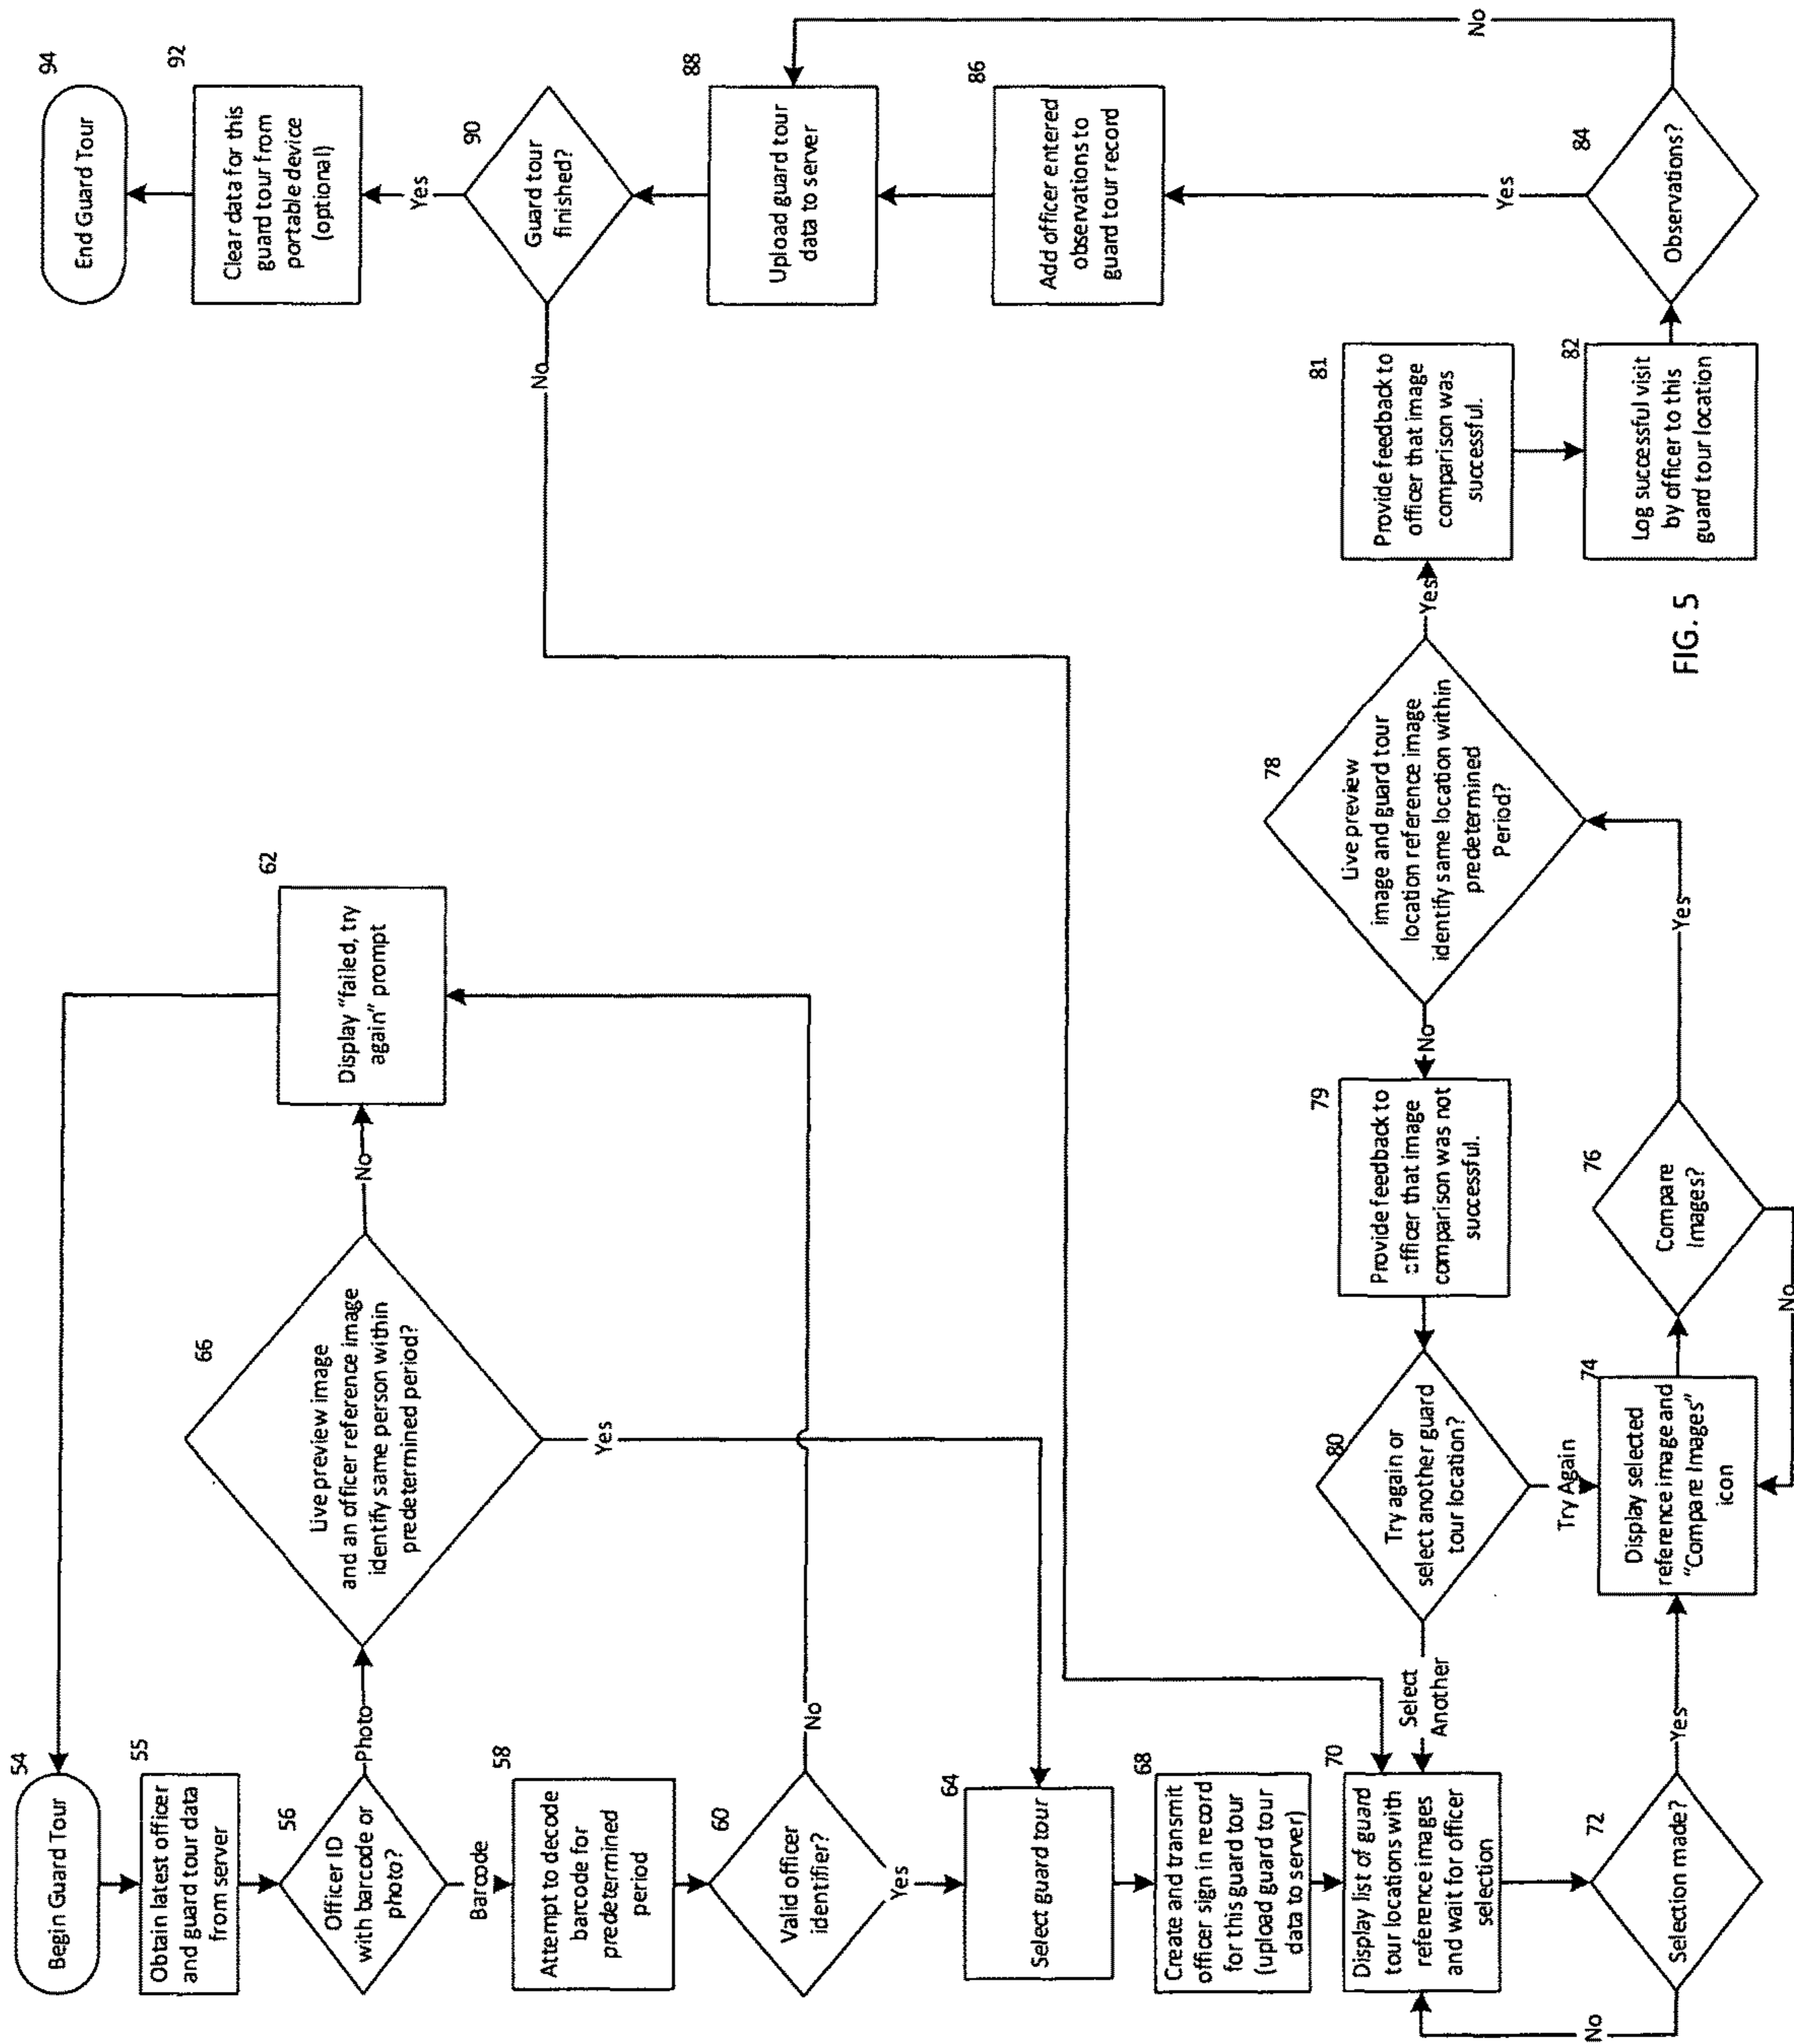 54
Begin Guard Tour
55
Obtain latest officer
and guard tour data
from server
56
Officer ID
with barcode or
photo?
Photo
Barcode
58
Attempt to decode
barcode for
predetermined
period
60
Valid officer
identifier?
No
Yes
62
Display “failed, try
again” prompt
66
Live preview image
and an officer reference image
identify same person within
predetermined period?
No
Yes
64
Select guard tour
68
Create and transmit
officer sign in record
for this guard tour
(upload guard tour
data to server)
70
Display list of guard
tour locations with
reference images
and wait for officer
selection
72
Selection made?
No
Yes
74
Display selected
reference image and
“Compare Images”
icon
76
Compare
Images?
No
Yes
78
Live preview
image and guard tour
location reference image
identify same location within
predetermined
Period?
No
Yes
79
Provide feedback to
officer that image
comparison was not
successful.
80
Try again or
select another guard
tour location?
Select
Another
Try Again
81
Provide feedback to
officer that image
comparison was
successful.
82
Log successful visit
by officer to this
guard tour location
84
Observations?
Yes
No
86
Add officer entered
observations to
guard tour record
88
Upload guard tour
data to server
90
Guard tour
finished?
No
Yes
92
Clear data for this
guard tour from
portable device
(optional)
94
End Guard Tour
FIG. 5